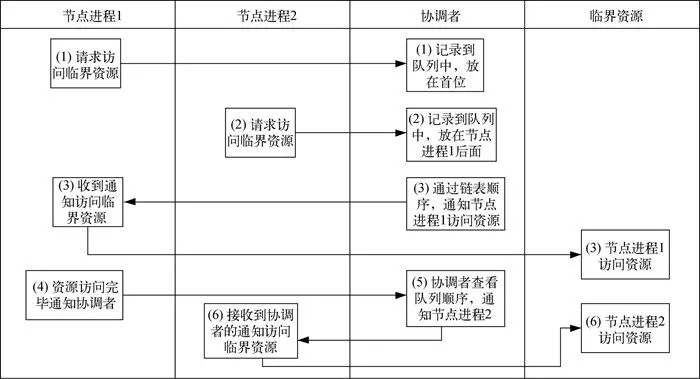 节点进程1
节点进程2
协调者
临界资源
(1) 请求访
问临界资源
(1) 记录到
队列中，放
在首位
(2) 请求访
问临界资源
(2) 记录到队列
中，放在节点
进程1后面
(3) 收到通
知访问临
界资源
(3) 通过链表顺
序，通知节点
进程1访问资源
(3) 节点进程1
访问资源
(4) 资源访问完
毕通知协调者
(5) 协调者查看
队列顺序，通
知节点进程2
(6) 接收到协调
者的通知访问
临界资源
(6) 节点进程2
访问资源